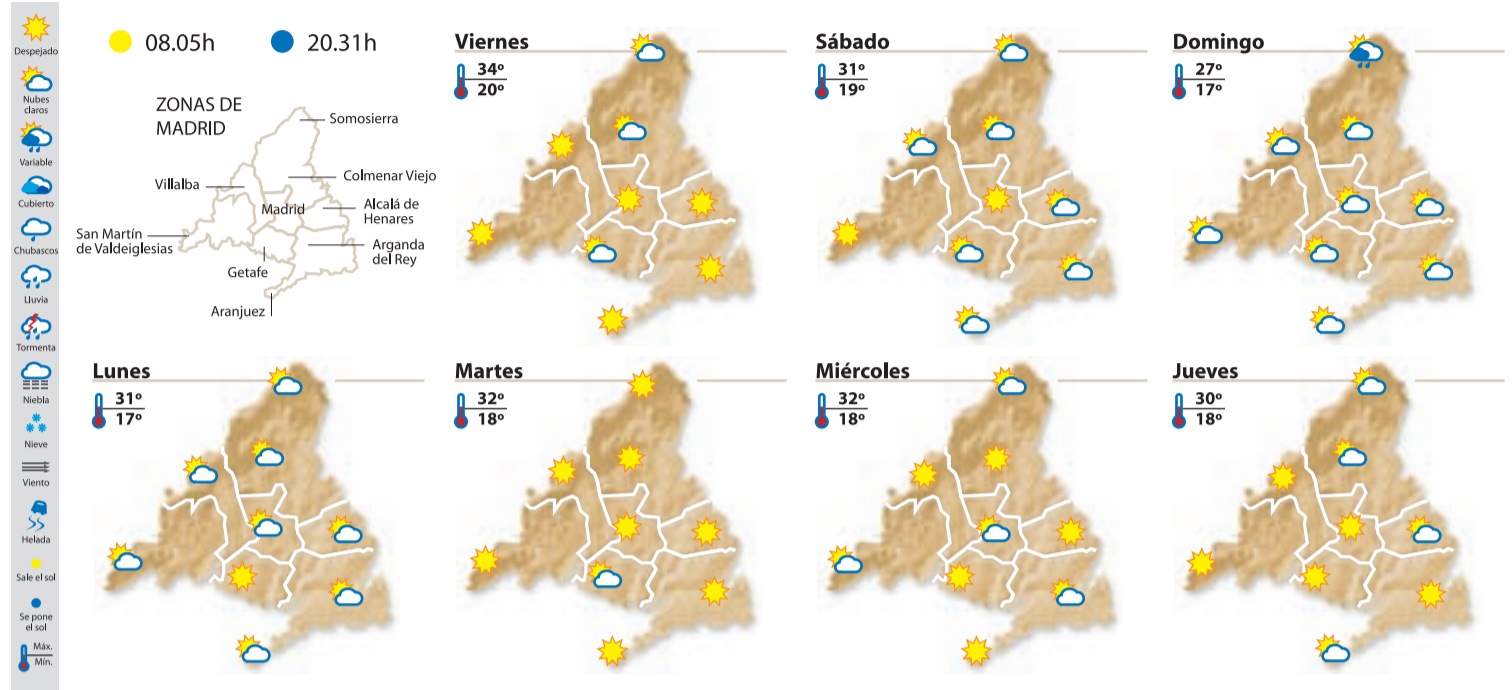 Despejado
Nubes
claros
Variable
Cubierto
Chubascos
Lluvia
Tormenta
Niebla
Nieve
Viento
Helada
Sale el sol
Se pone
el sol
Máx.
Mín.
08.05h
20.31h
ZONAS DE
MADRID
Somosierra
Colmenar Viejo
Villalba
Madrid
Alcalá de
Henares
San Martín
de Valdeiglesias
Arganda
del Rey
Getafe
Aranjuez
Viernes
34º
20º
Sábado
31º
19º
Domingo
27º
17º
Lunes
31º
17º
Martes
32º
18º
Miércoles
32º
18º
Jueves
30º
18º